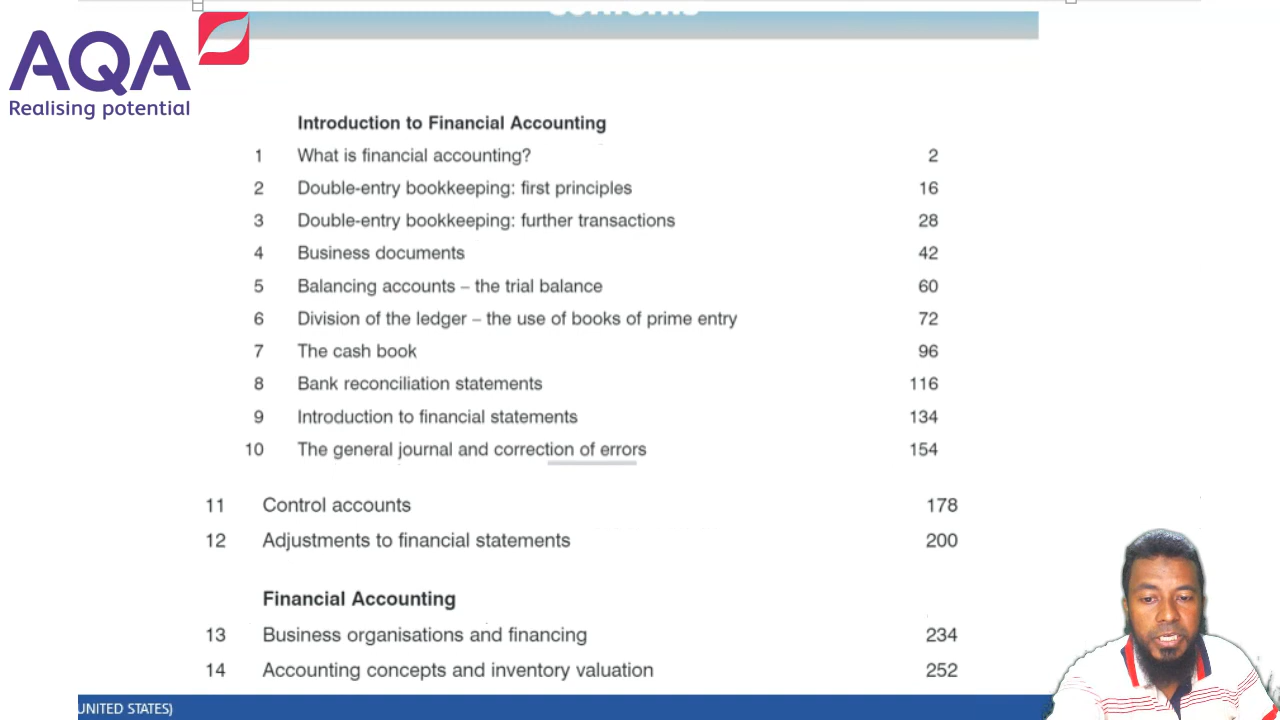 AQA
Realising potential
Introduction to Financial Accounting
1 What is financial accounting? 2
2 Double-entry bookkeeping: first principles 16
3 Double-entry bookkeeping: further transactions 28
4 Business documents 42
5 Balancing accounts – the trial balance 60
6 Division of the ledger – the use of books of prime entry 72
7 The cash book 96
8 Bank reconciliation statements 116
9 Introduction to financial statements 134
10 The general journal and correction of errors 154
11 Control accounts 178
12 Adjustments to financial statements 200
Financial Accounting
13 Business organisations and financing 234
14 Accounting concepts and inventory valuation 252
UNITED STATES)